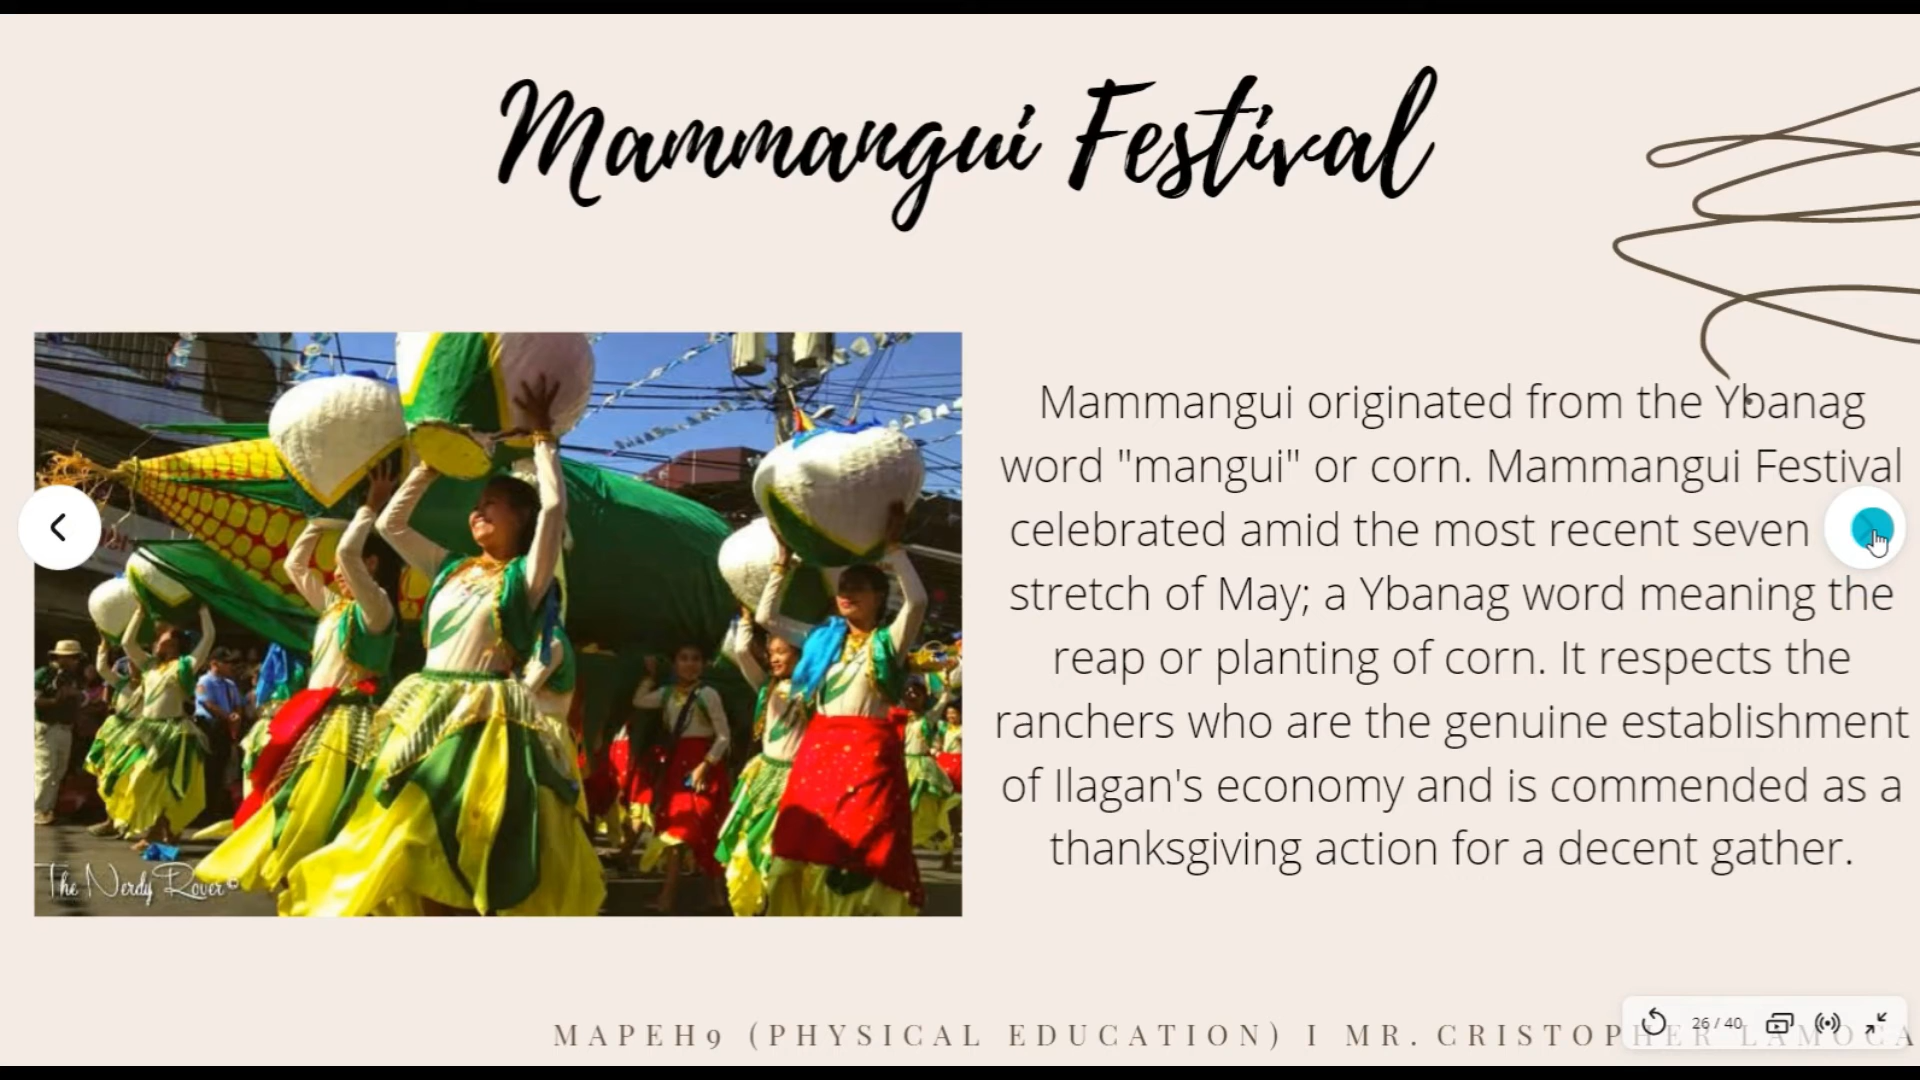 Mammangui Festival
Mammangui originated from the Ybanag
word "mangui" or corn. Mammangui Festival
celebrated amid the most recent seven
stretch of May; a Ybanag word meaning the
reap or planting of corn. It respects the
ranchers who are the genuine establishment
of Ilagan's economy and is commended as a
thanksgiving action for a decent gather.
The Nerdy Rover©
MAPEH9 (PHYSICAL EDUCATION) I MR. CRISTOPHER LAMOCA
26 / 40